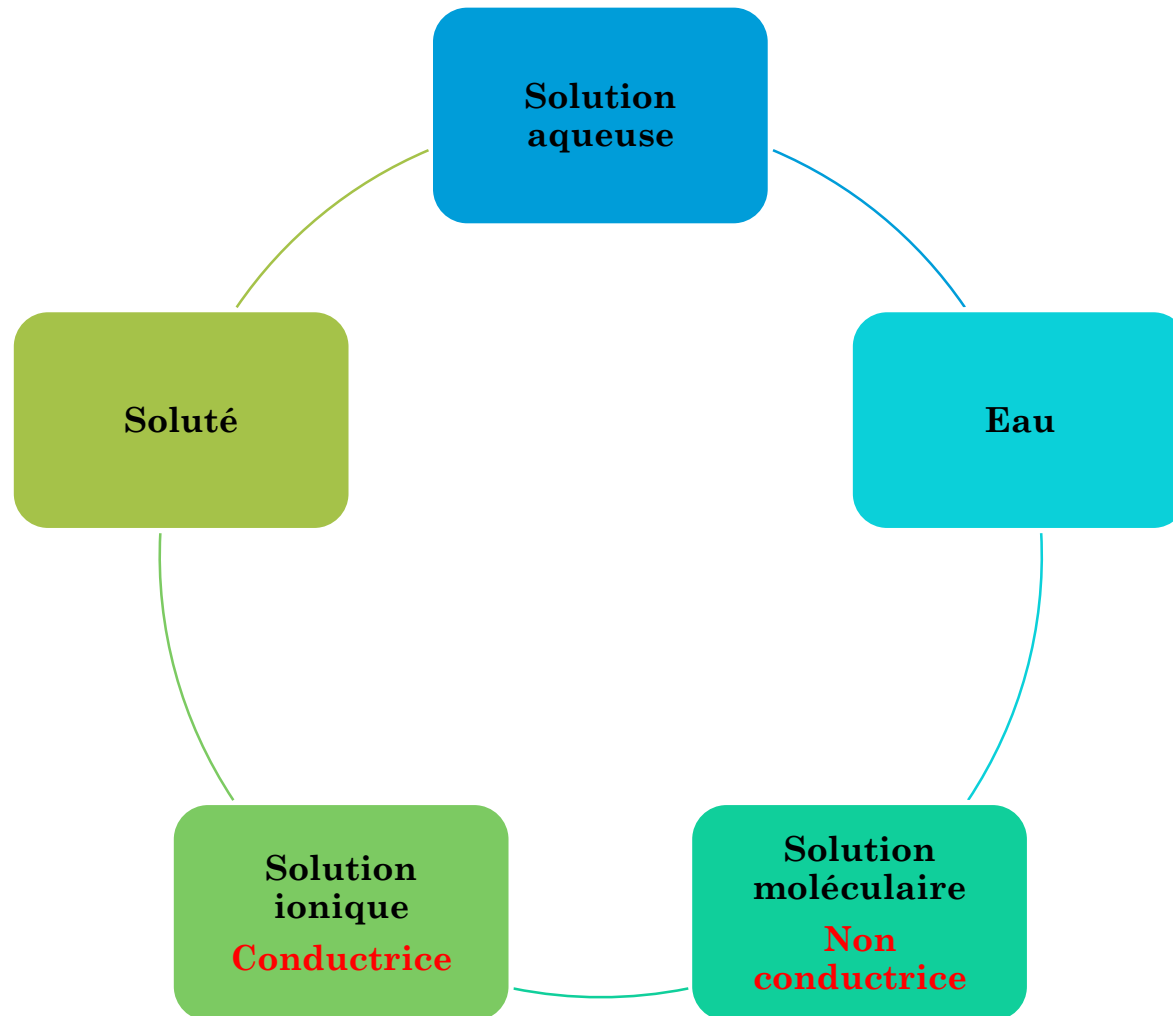 Solution
aqueuse
Soluté
Eau
Solution
ionique
Conductrice
Solution
moléculaire
Non
conductrice